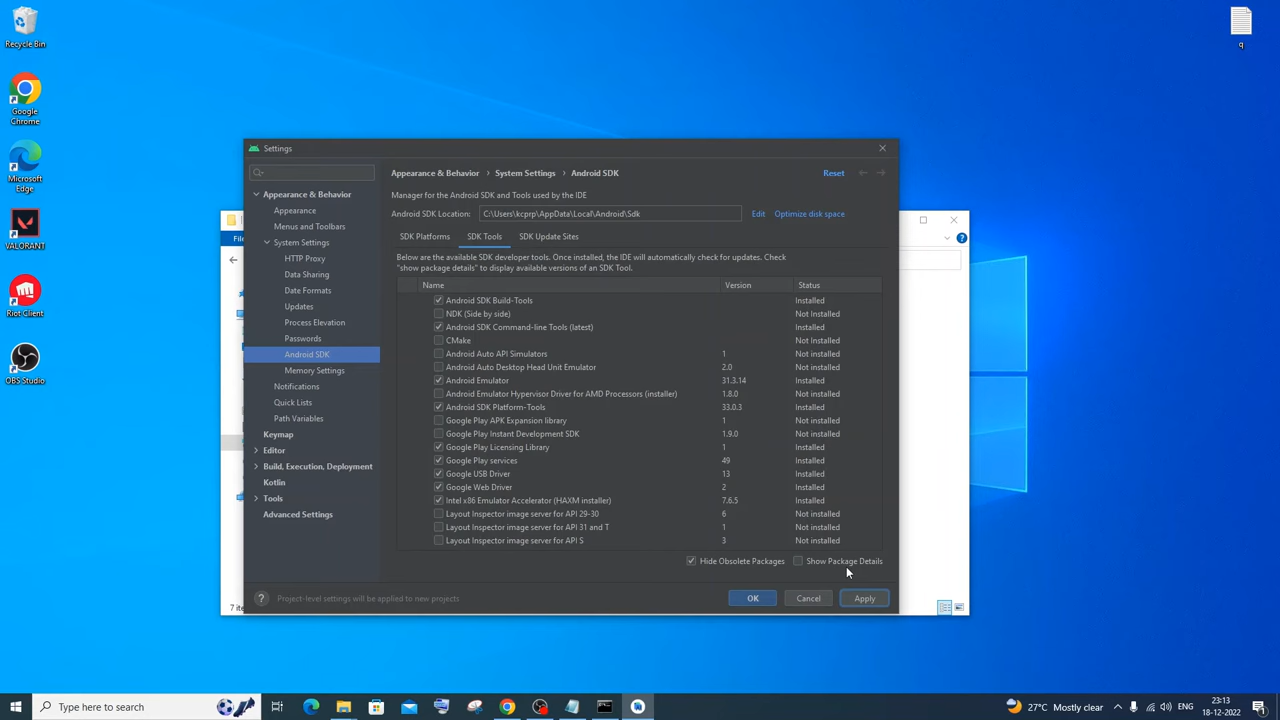 Recycle Bin
Google
Chrome
Microsoft
Edge
VALORANT
Riot Client
OBS Studio
q
Settings
Appearance & Behavior
Appearance
Menus and Toolbars
System Settings
HTTP Proxy
Data Sharing
Date Formats
Updates
Process Elevation
Passwords
Android SDK
Memory Settings
Notifications
Quick Lists
Path Variables
Keymap
Editor
Build, Execution, Deployment
Kotlin
Tools
Advanced Settings
Appearance & Behavior > System Settings > Android SDK Reset
Manager for the Android SDK and Tools used by the IDE
Android SDK Location: C:\Users\kcprp\AppData\Local\Android\Sdk Edit Optimize disk space
SDK Platforms SDK Tools SDK Update Sites
Below are the available SDK developer tools. Once installed, the IDE will automatically check for updates. Check
"show package details" to display available versions of an SDK Tool.
Name Version Status
Android SDK Build-Tools Installed
NDK (Side by side) Not Installed
Android SDK Command-line Tools (latest) Installed
CMake Not Installed
Android Auto API Simulators 1 Not installed
Android Auto Desktop Head Unit Emulator 2.0 Not installed
Android Emulator 31.3.14 Installed
Android Emulator Hypervisor Driver for AMD Processors (installer) 1.8.0 Not installed
Android SDK Platform-Tools 33.0.3 Installed
Google Play APK Expansion library 1 Not installed
Google Play Instant Development SDK 1.9.0 Not installed
Google Play Licensing Library 1 Installed
Google Play services 49 Installed
Google USB Driver 13 Installed
Google Web Driver 2 Installed
Intel x86 Emulator Accelerator (HAXM installer) 7.6.5 Installed
Layout Inspector image server for API 29-30 6 Not installed
Layout Inspector image server for API 31 and T 1 Not installed
Layout Inspector image server for API S 3 Not installed
Hide Obsolete Packages Show Package Details
? Project-level settings will be applied to new projects
OK Cancel Apply
File
7 ite
Type here to search
27°C Mostly clear
ENG
23:13
18-12-2022